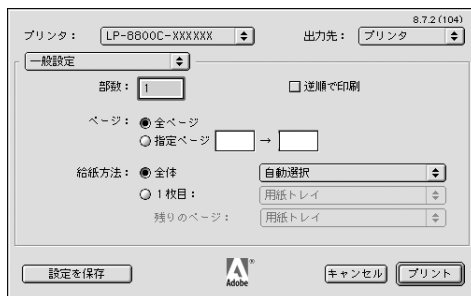 8.7.2 (104)
プリンタ： LP-8800C-XXXXXX 出力先： プリンタ
一般設定
部数： 1 逆順で印刷
ページ： 全ページ
指定ページ →
給紙方法： 全体 自動選択
1 枚目： 用紙トレイ
残りのページ： 用紙トレイ
設定を保存 Adobe ® キャンセル プリント